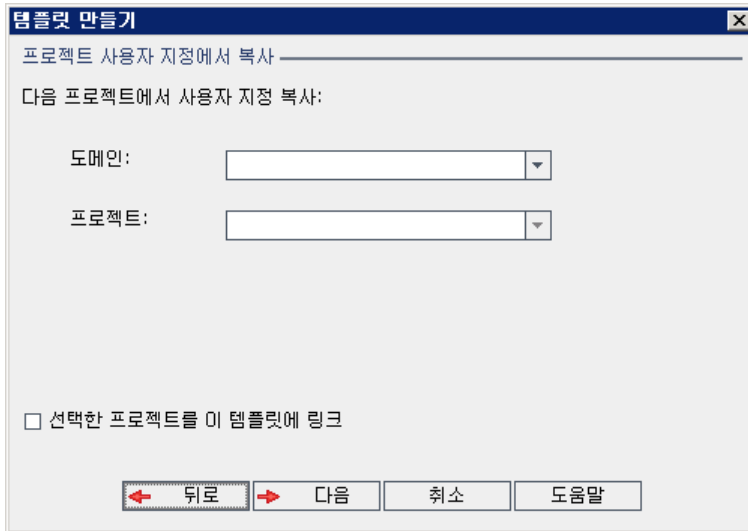 템플릿 만들기
프로젝트 사용자 지정에서 복사
다음 프로젝트에서 사용자 지정 복사:
도메인:
프로젝트:
선택한 프로젝트를 이 템플릿에 링크
뒤로 다음 취소 도움말